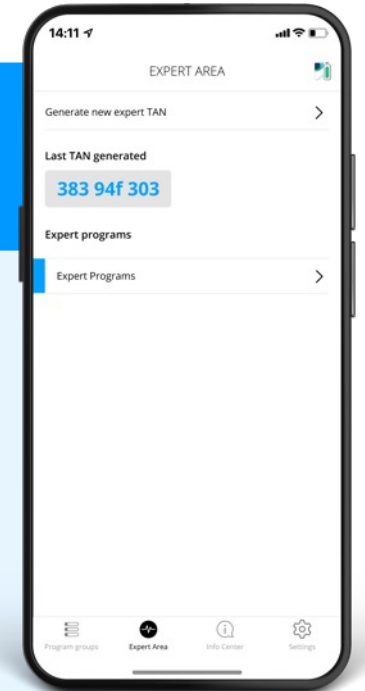 14:11
EXPERT AREA
Generate new expert TAN
Last TAN generated
383 94f 303
Expert programs
Expert Programs
Program groups
Expert Area
Info Center
Settings